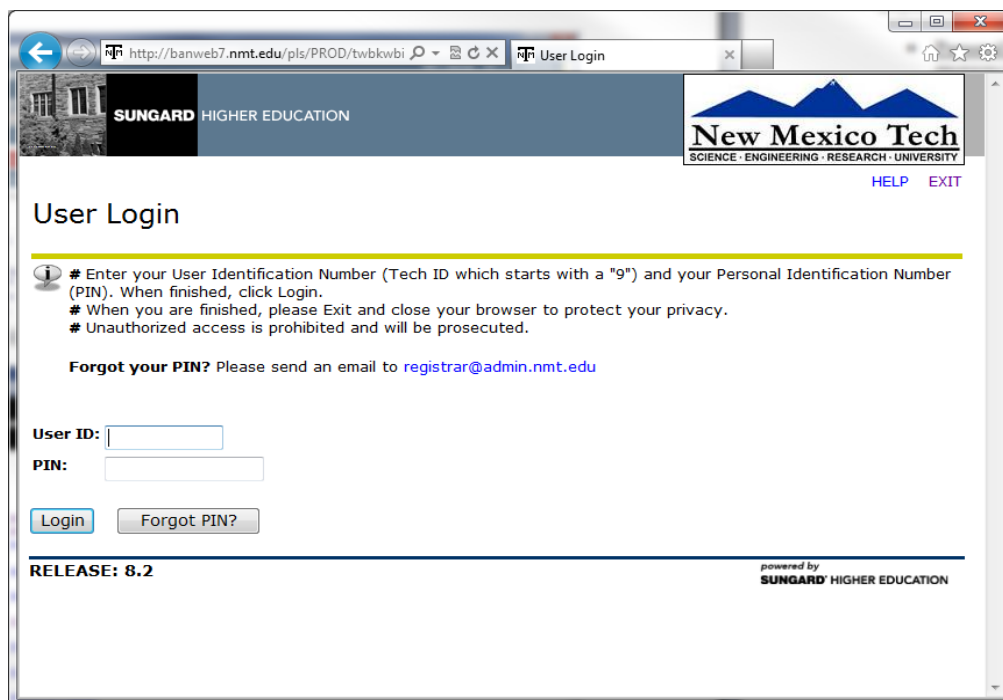 http://banweb7.nmt.edu/pls/PROD/twbkwbi
User Login
SUNGARD HIGHER EDUCATION
New Mexico Tech
SCIENCE · ENGINEERING · RESEARCH · UNIVERSITY
HELP EXIT
User Login
# Enter your User Identification Number (Tech ID which starts with a "9") and your Personal Identification Number
(PIN). When finished, click Login.
# When you are finished, please Exit and close your browser to protect your privacy.
# Unauthorized access is prohibited and will be prosecuted.
Forgot your PIN? Please send an email to registrar@admin.nmt.edu
User ID:
PIN:
Login Forgot PIN?
RELEASE: 8.2
powered by
SUNGARD' HIGHER EDUCATION